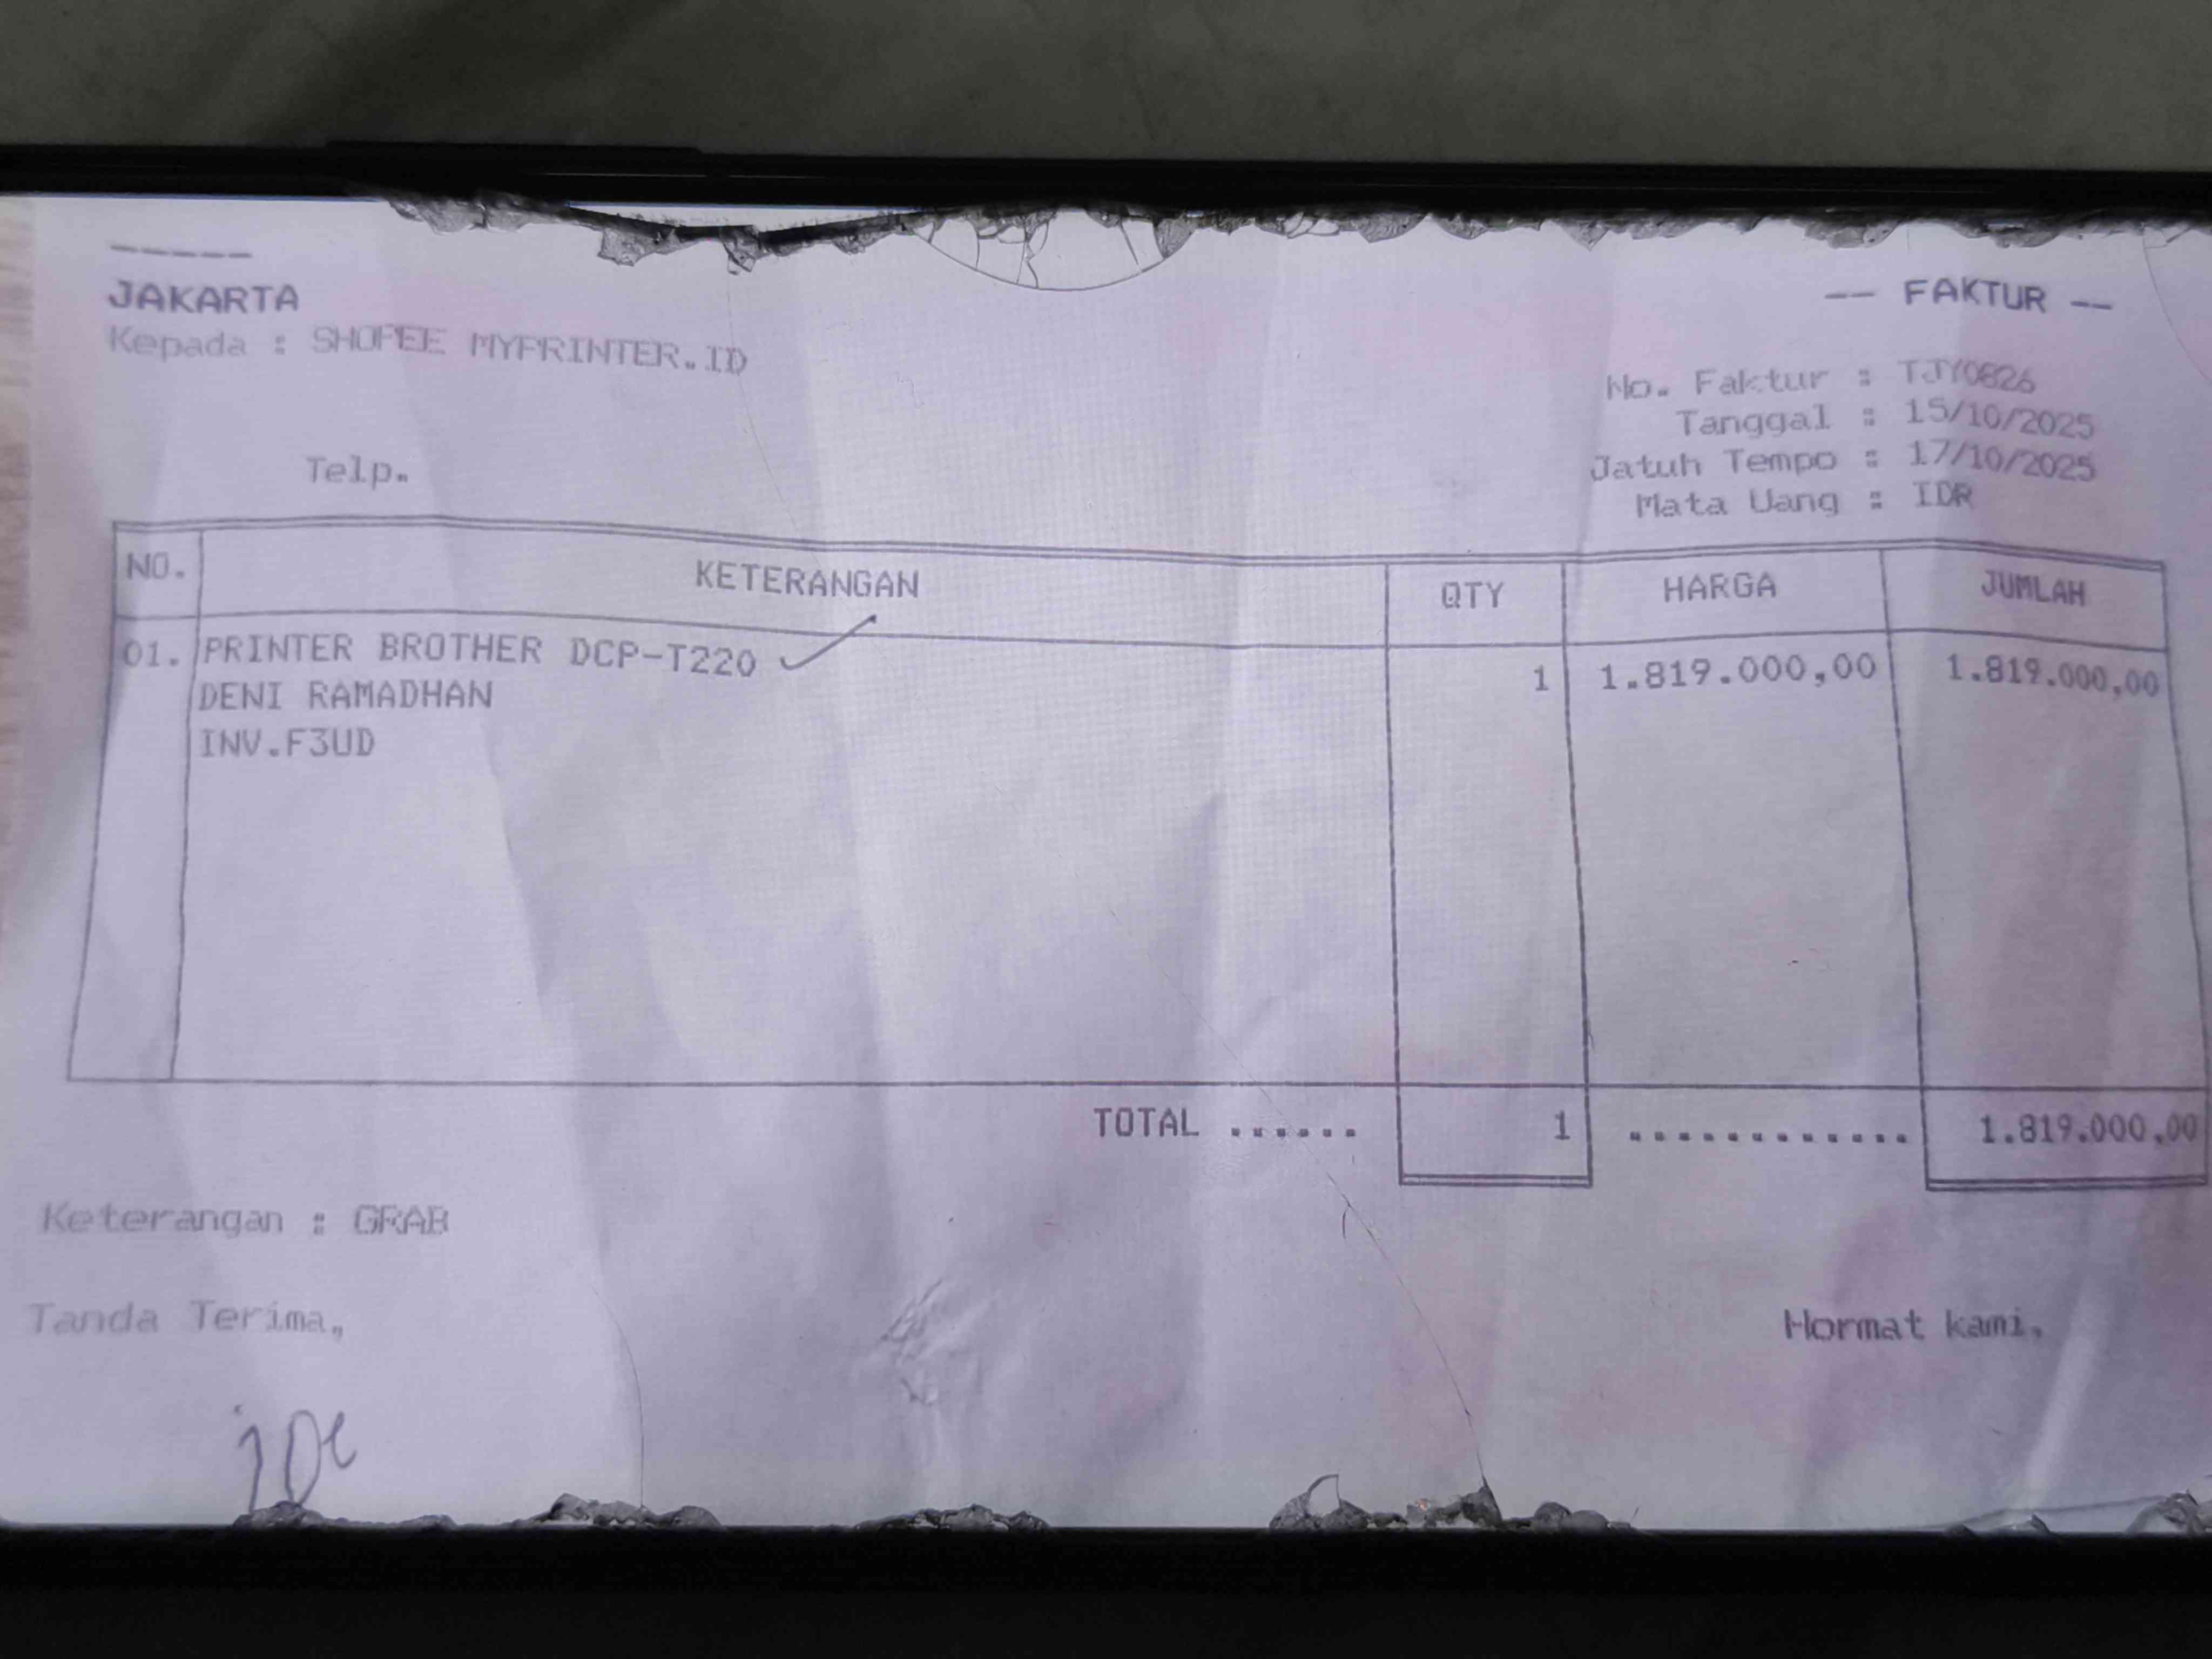 -----
JAKARTA
-- FAKTUR --
Kepada : SHOPEE MYPRINTER.ID
No. Faktur : TJY0826
Tanggal : 15/10/2025
Telp.
Jatuh Tempo : 17/10/2025
Mata Uang : IDR
NO. KETERANGAN QTY HARGA JUMLAH
01. PRINTER BROTHER DCP-T220 1 1.819.000,00 1.819.000,00
DENI RAMADHAN
INV.F3UD
TOTAL ...... 1 ............ 1.819.000,00
Keterangan : GRAB
Tanda Terima, Hormat kami,